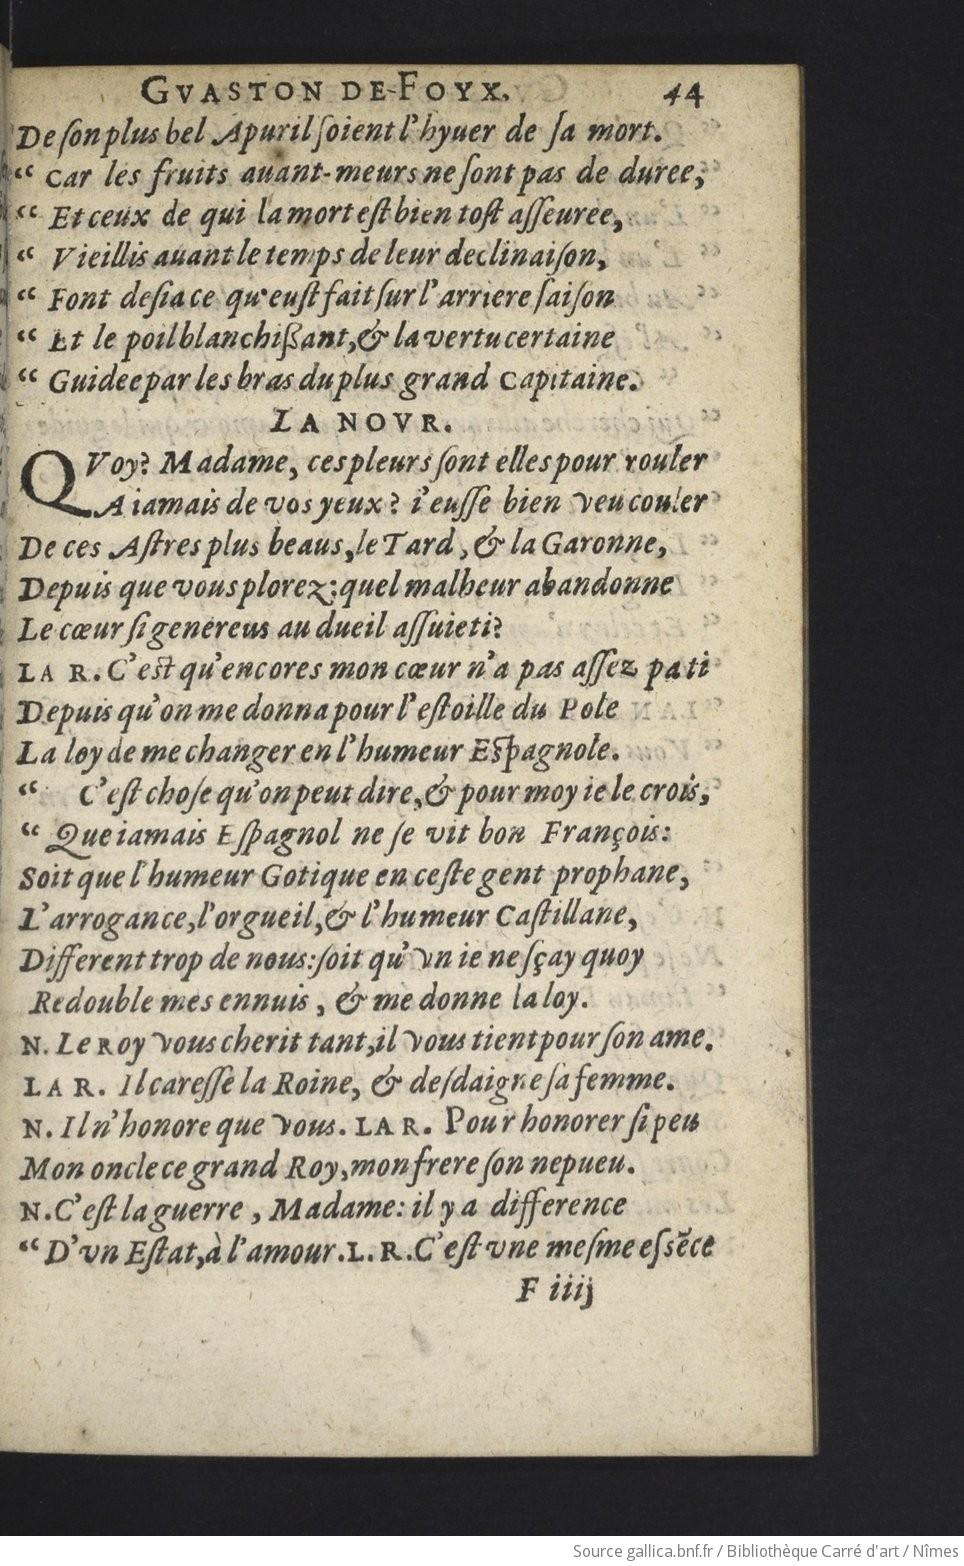 GVASTON DE-FOYX. 44
De ſon plus bel Apuril ſoient l'hyuer de ſa mort.
“ Car les fruits auant-meurs ne ſont pas de duree,
“ Et ceux de qui la mort eſt bien toſt aſſeuree,
“ Vieillis auant le temps de leur declinaiſon,
“ Font deſia ce qu'euſt fait ſur l'arriere ſaiſon
“ Et le poil blanchiſſant, & la vertu certaine
“ Guidee par les bras du plus grand Capitaine.
LA NOVR.
QVoy? Madame, ces pleurs ſont elles pour rouler
A iamais de vos yeux? i'euſſe bien veu couler
De ces Aſtres plus beaus, le Tard, & la Garonne,
Depuis que vous plorez: quel malheur abandonne
Le cœur ſi genereus au dueil aſſuieti?
LA R. C'eſt qu'encores mon cœur n'a pas aſſez pati
Depuis qu'on me donna pour l'eſtoille du Pole
La loy de me changer en l'humeur Eſpagnole.
“ C'eſt choſe qu'on peut dire, & pour moy ie le crois,
“ Que iamais Eſpagnol ne ſe vit bon François:
Soit que l'humeur Gotique en ceſte gent prophane,
L'arrogance, l'orgueil, & l'humeur Caſtillane,
Different trop de nous: ſoit qu'vn ie ne ſçay quoy
Redouble mes ennuis, & me donne la loy.
N. Le Roy vous cherit tant, il vous tient pour ſon ame.
LA R. Il careſſe la Roine, & deſdaigne ſa femme.
N. Il n'honore que vous. LA R. Pour honorer ſi peu
Mon oncle ce grand Roy, mon frere ſon nepueu.
N. C'eſt la guerre, Madame: il y a difference
“ D'vn Eſtat, à l'amour. L. R. C'eſt vne meſme eſsēce
F iiij
Source gallica.bnf.fr / Bibliothèque Carré d'art / Nîmes